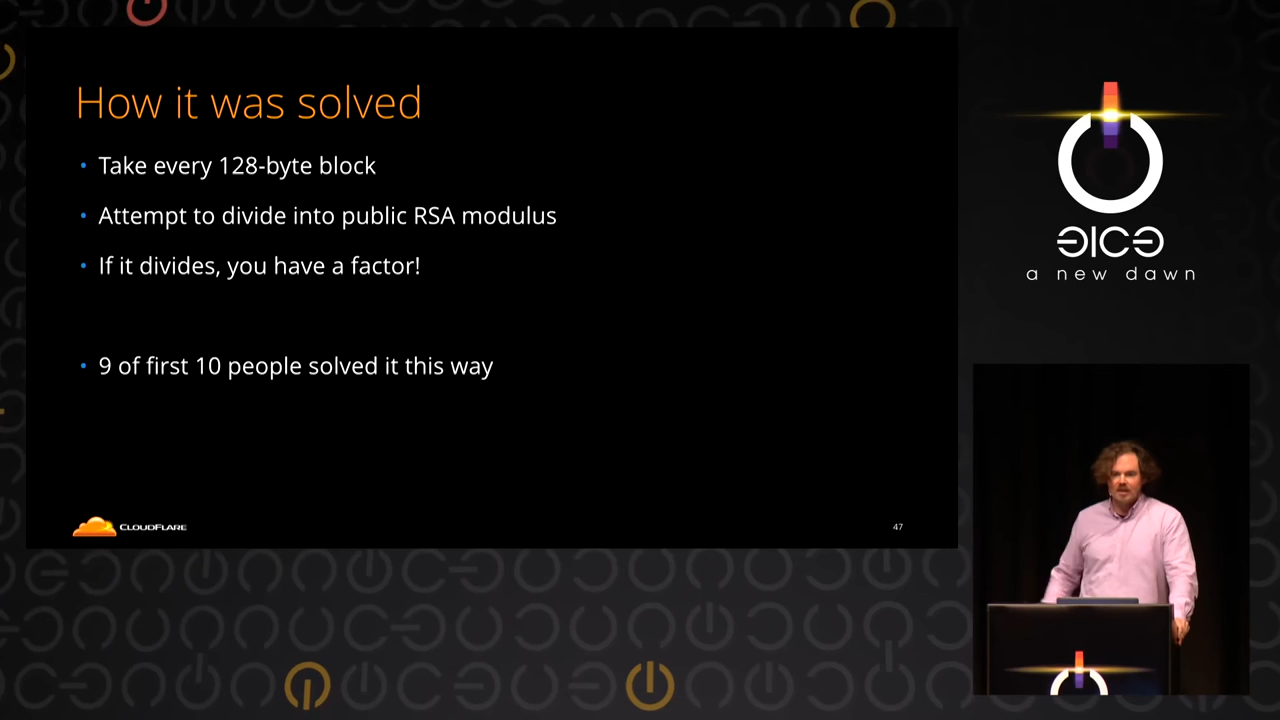 How it was solved
• Take every 128-byte block
• Attempt to divide into public RSA modulus
• If it divides, you have a factor!
• 9 of first 10 people solved it this way
CLOUDFLARE
47
a new dawn